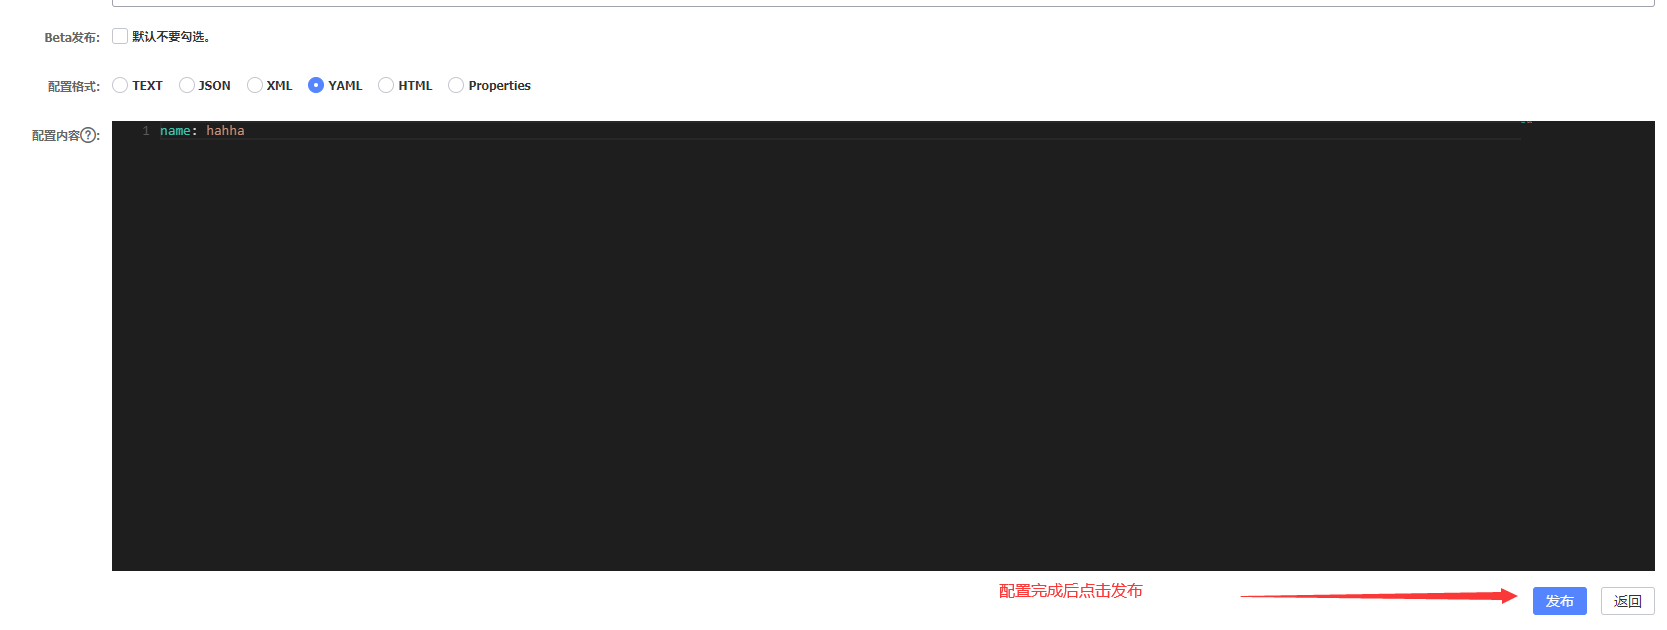 Beta发布: 默认不要勾选。
配置格式: TEXT JSON XML YAML HTML Properties
配置内容?: 1 name: hahha
配置完成后点击发布
发布 返回